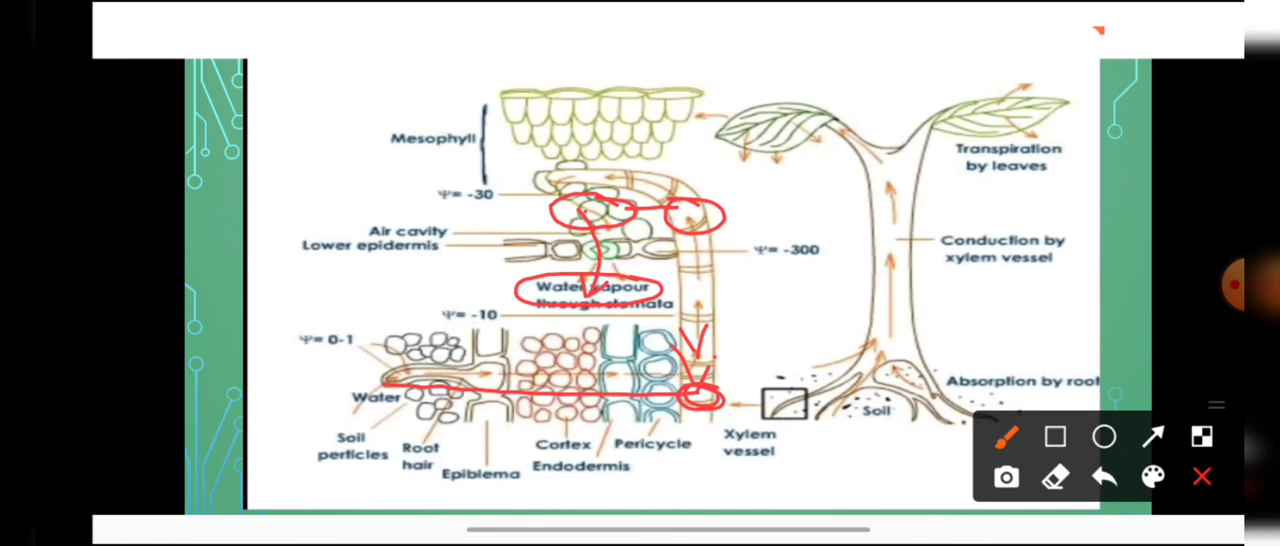 Mesophyll
Ψ= -30
Air cavity
Lower epidermis
Water vapour
through stomata
Ψ= -10
Ψ= 0-1
Ψ= -300
Water
Soil
perticles
Root
hair
Epiblema
Cortex
Endodermis
Pericycle
Xylem
vessel
Transpiration
by leaves
Conduction by
xylem vessel
Absorption by root
Soil